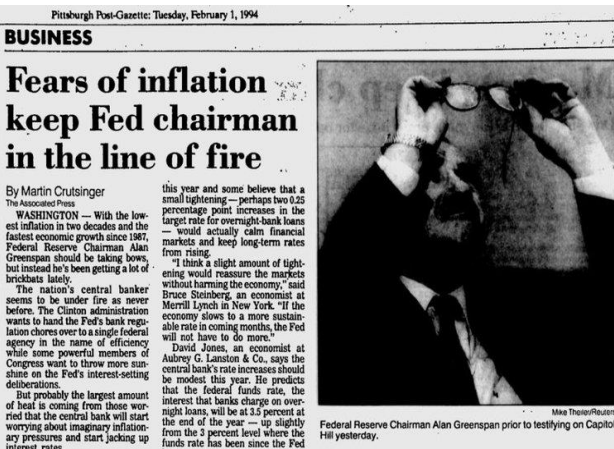 Pittsburgh Post-Gazette: Tuesday, February 1, 1994
BUSINESS
Fears of inflation
keep Fed chairman
in the line of fire
By Martin Crutsinger
The Associated Press
WASHINGTON — With the low-
est inflation in two decades and the
fastest economic growth since 1987,
Federal Reserve Chairman Alan
Greenspan should be taking bows,
but instead he's been getting a lot of
brickbats lately.
The nation's central banker
seems to be under fire as never
before. The Clinton administration
wants to hand the Fed's bank regu-
lation chores over to a single federal
agency in the name of efficiency
while some powerful members of
Congress want to throw more sun-
shine on the Fed's interest-setting
deliberations.
But probably the largest amount
of heat is coming from those wor-
ried that the central bank will start
worrying about imaginary inflation-
ary pressures and start jacking up
interest rates
this year and some believe that a
small tightening — perhaps two 0.25
percentage point increases in the
target rate for overnight-bank loans
— would actually calm financial
markets and keep long-term rates
from rising.
"I think a slight amount of tight-
ening would reassure the markets
without harming the economy," said
Bruce Steinberg, an economist at
Merrill Lynch in New York. "If the
economy slows to a more sustain-
able rate in coming months, the Fed
will not have to do more."
David Jones, an economist at
Aubrey G. Lanston & Co., says the
central bank's rate increases should
be modest this year. He predicts
that the federal funds rate, the
interest that banks charge on over-
night loans, will be at 3.5 percent at
the end of the year — up slightly
from the 3 percent level where the
funds rate has been since the Fed
Mike Theiler/Reuters
Federal Reserve Chairman Alan Greenspan prior to testifying on Capitol
Hill yesterday.